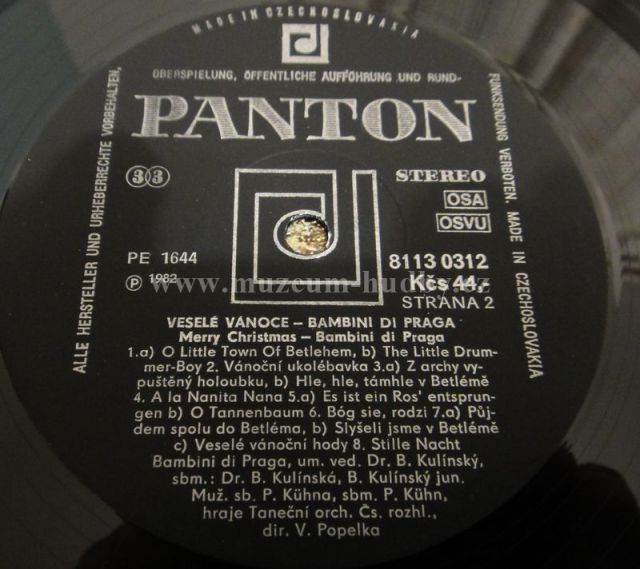 MADE IN CZECHOSLOVAKIA
ÜBERSPIELUNG, ÖFFENTLICHE AUFFÜHRUNG UND RUND-
FUNKSENDUNG VERBOTEN. MADE IN CZECHOSLOVAKIA
ALLE HERSTELLER UND URHEBERRECHTE VORBEHALTEN,
PANTON
33
STEREO
OSA
OSVU
PE 1644
℗ 1982
8113 0312
Kčs 44,-
STRANA 2
www.muzeum-hudby.cz
VESELÉ VÁNOCE – BAMBINI DI PRAGA
Merry Christmas – Bambini di Praga
1.a) O Little Town Of Betlehem, b) The Little Drum-
mer-Boy 2. Vánoční ukolébavka 3.a) Z archy vy-
puštěný holoubku, b) Hle, hle, támhle v Betlémě
4. A la Nanita Nana 5.a) Es ist ein Ros' entsprun-
gen b) O Tannenbaum 6. Bóg sie, rodzi 7.a) Půj-
dem spolu do Betléma, b) Slyšeli jsme v Betlémě
c) Veselé vánoční hody 8. Stille Nacht
Bambini di Praga, um. ved. Dr. B. Kulínský,
sbm.: Dr. B. Kulínská, B. Kulínský jun.
Muž. sb. P. Kühna, sbm. P. Kühn,
hraje Taneční orch. Čs. rozhl.,
dir. V. Popelka